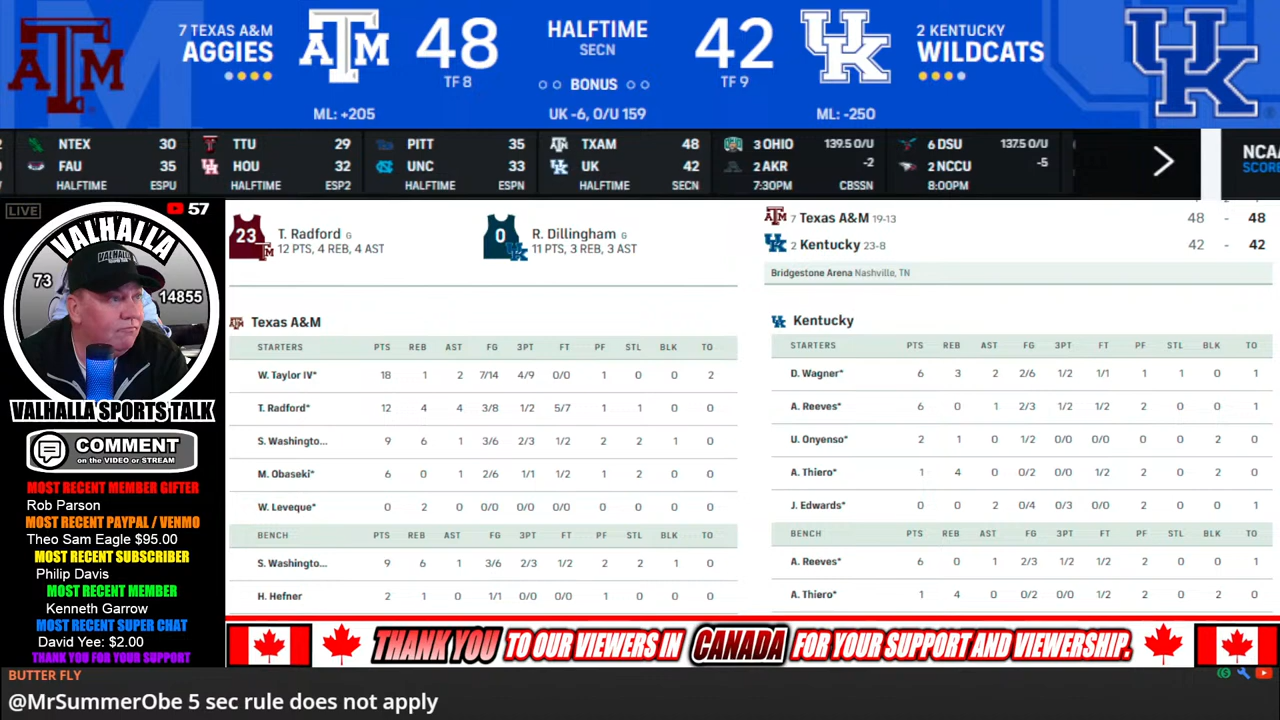 7 TEXAS A&M
AGGIES
48
TF 8
ML: +205
HALFTIME
SECN
BONUS
UK -6, O/U 159
42
TF 9
ML: -250
2 KENTUCKY
WILDCATS
NTEX 30
FAU 35
HALFTIME ESPU
TTU 29
HOU 32
HALFTIME ESP2
PITT 35
UNC 33
HALFTIME ESPN
TXAM 48
UK 42
HALFTIME SECN
3 OHIO 139.5 O/U
2 AKR -2
7:30PM CBSSN
6 DSU 137.5 O/U
2 NCCU -5
8:00PM
NCA
SCORE
LIVE
57
VALHALLA
VALHALLA
73
14855
VALHALLA SPORTS TALK
COMMENT
on the VIDEO or STREAM
MOST RECENT MEMBER GIFTER
Rob Parson
MOST RECENT PAYPAL / VENMO
Theo Sam Eagle $95.00
MOST RECENT SUBSCRIBER
Philip Davis
MOST RECENT MEMBER
Kenneth Garrow
MOST RECENT SUPER CHAT
David Yee: $2.00
THANK YOU FOR YOUR SUPPORT
23 T. Radford G
12 PTS, 4 REB, 4 AST
0 R. Dillingham G
11 PTS, 3 REB, 3 AST
7 Texas A&M 19-13 48 - 48
2 Kentucky 23-8 42 - 42
Bridgestone Arena Nashville, TN
Texas A&M
STARTERS PTS REB AST FG 3PT FT PF STL BLK TO
W. Taylor IV* 18 1 2 7/14 4/9 0/0 1 0 0 2
T. Radford* 12 4 4 3/8 1/2 5/7 1 1 0 0
S. Washingto... 9 6 1 3/6 2/3 1/2 2 2 1 0
M. Obaseki* 6 0 1 2/6 1/1 1/2 1 2 0 0
W. Leveque* 0 2 0 0/0 0/0 0/0 0 0 0 0
BENCH PTS REB AST FG 3PT FT PF STL BLK TO
S. Washingto... 9 6 1 3/6 2/3 1/2 2 2 1 0
H. Hefner 2 1 0 1/1 0/0 0/0 1 0 0 0
Kentucky
STARTERS PTS REB AST FG 3PT FT PF STL BLK TO
D. Wagner* 6 3 2 2/6 1/2 1/1 1 1 0 1
A. Reeves* 6 0 1 2/3 1/2 1/2 2 0 0 1
U. Onyenso* 2 1 0 1/2 0/0 0/0 0 0 2 0
A. Thiero* 1 4 0 0/2 0/0 1/2 2 0 2 0
J. Edwards* 0 0 2 0/4 0/3 0/0 2 0 0 1
BENCH PTS REB AST FG 3PT FT PF STL BLK TO
A. Reeves* 6 0 1 2/3 1/2 1/2 2 0 0 1
A. Thiero* 1 4 0 0/2 0/0 1/2 2 0 2 0
THANK YOU TO OUR VIEWERS IN CANADA FOR YOUR SUPPORT AND VIEWERSHIP.
BUTTER FLY
@MrSummerObe 5 sec rule does not apply